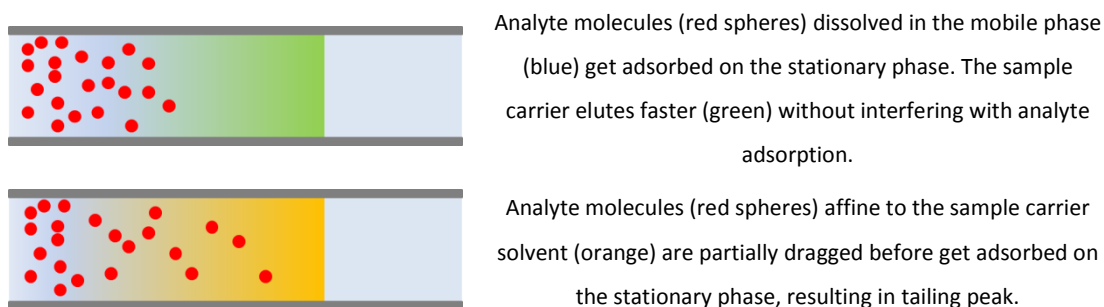 Analyte molecules (red spheres) dissolved in the mobile phase
(blue) get adsorbed on the stationary phase. The sample
carrier elutes faster (green) without interfering with analyte
adsorption.
Analyte molecules (red spheres) affine to the sample carrier
solvent (orange) are partially dragged before get adsorbed on
the stationary phase, resulting in tailing peak.